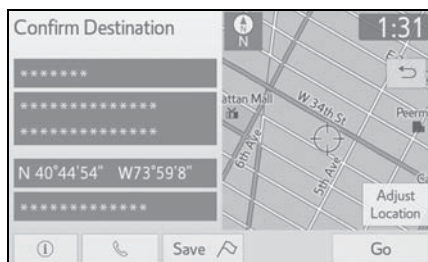 Confirm Destination
N
1:31
*******
**************
**************
N 40°44'54" W73°59'8"
*************
attan Mall
W 34th St
Peerm
6th Ave
5th Ave
Adjust
Location
Save
Go